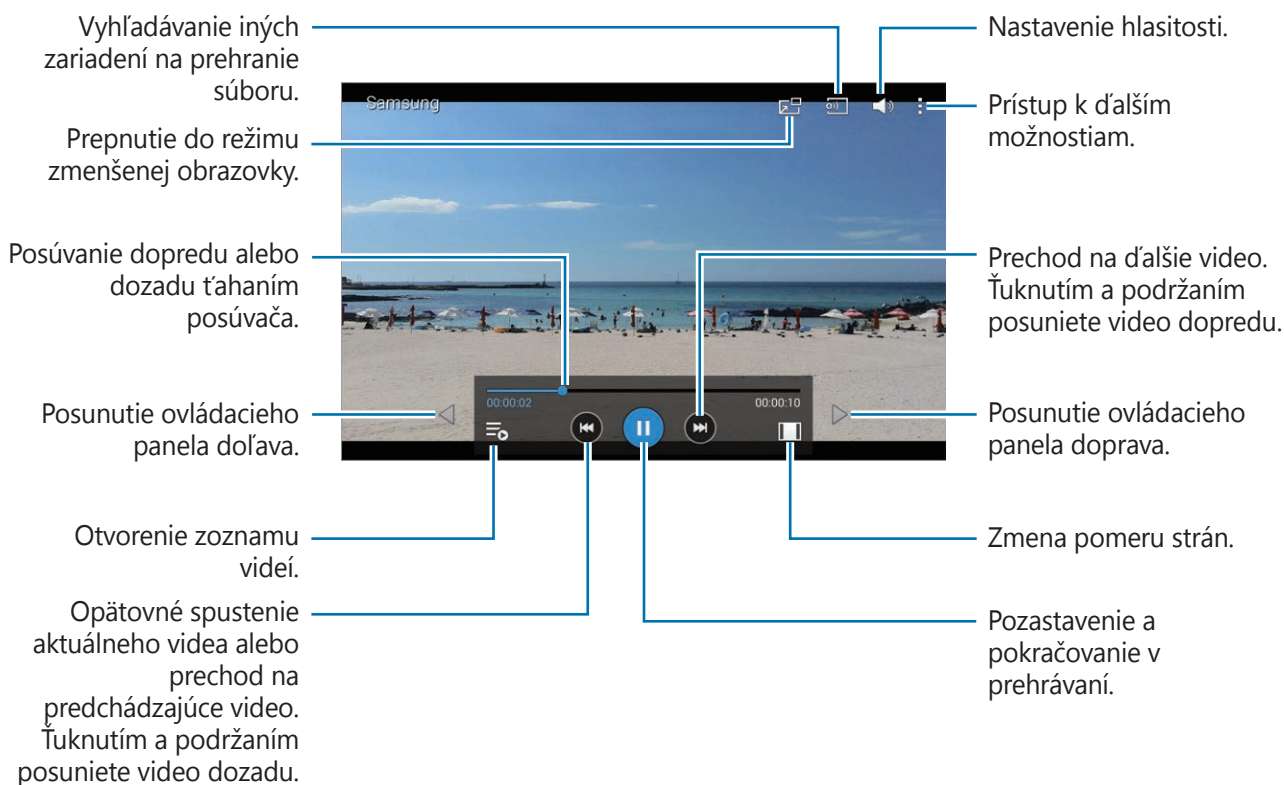 Vyhľadávanie iných
zariadení na prehranie
súboru.
Prepnutie do režimu
zmenšenej obrazovky.
Posúvanie dopredu alebo
dozadu ťahaním
posúvača.
Posunutie ovládacieho
panela doľava.
Otvorenie zoznamu
videí.
Opätovné spustenie
aktuálneho videa alebo
prechod na
predchádzajúce video.
Ťuknutím a podržaním
posuniete video dozadu.
Samsung
00:00:02
00:00:10
Nastavenie hlasitosti.
Prístup k ďalším
možnostiam.
Prechod na ďalšie video.
Ťuknutím a podržaním
posuniete video dopredu.
Posunutie ovládacieho
panela doprava.
Zmena pomeru strán.
Pozastavenie a
pokračovanie v
prehrávaní.